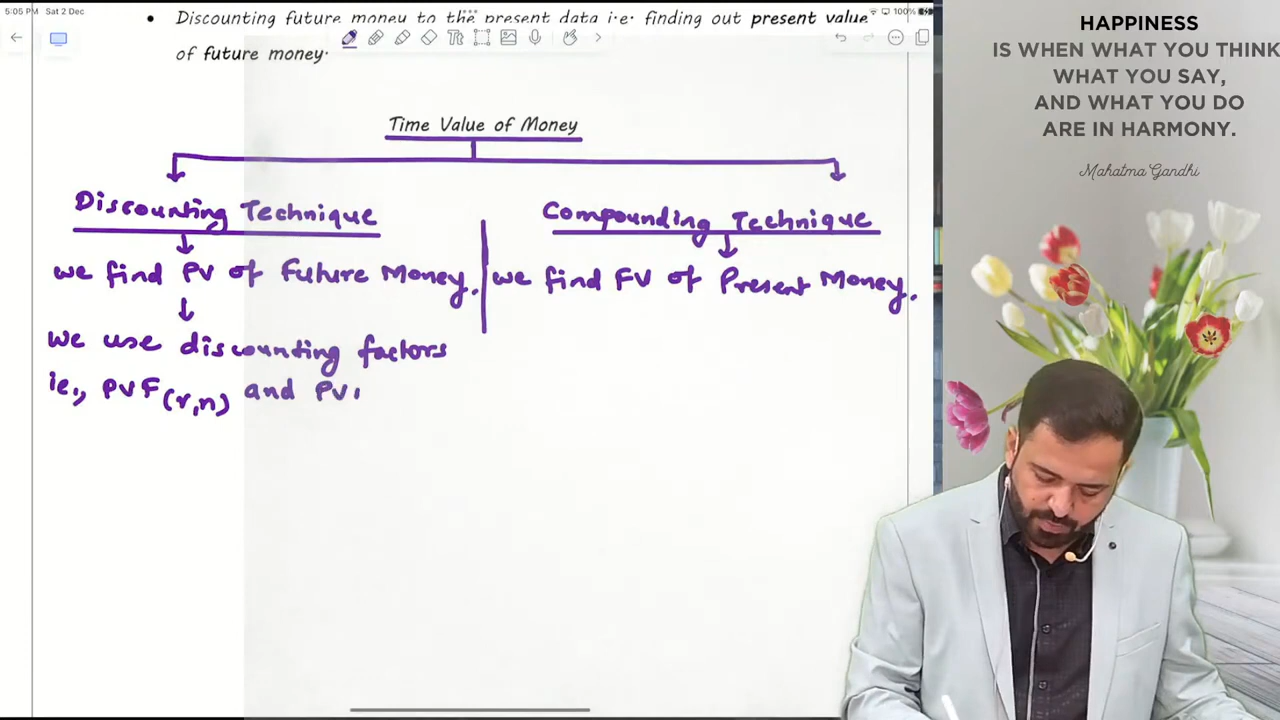 5:05 PM Sat 2 Dec
100%
• Discounting future money to the present data i.e. finding out present value
of future money.
Time Value of Money
Discounting Technique
we find PV of Future Money.
we use discounting factors
ie., PVF(r,n) and PV
Compounding Technique
we find FV of Present Money.
HAPPINESS
IS WHEN WHAT YOU THINK,
WHAT YOU SAY,
AND WHAT YOU DO
ARE IN HARMONY.
Mahatma Gandhi